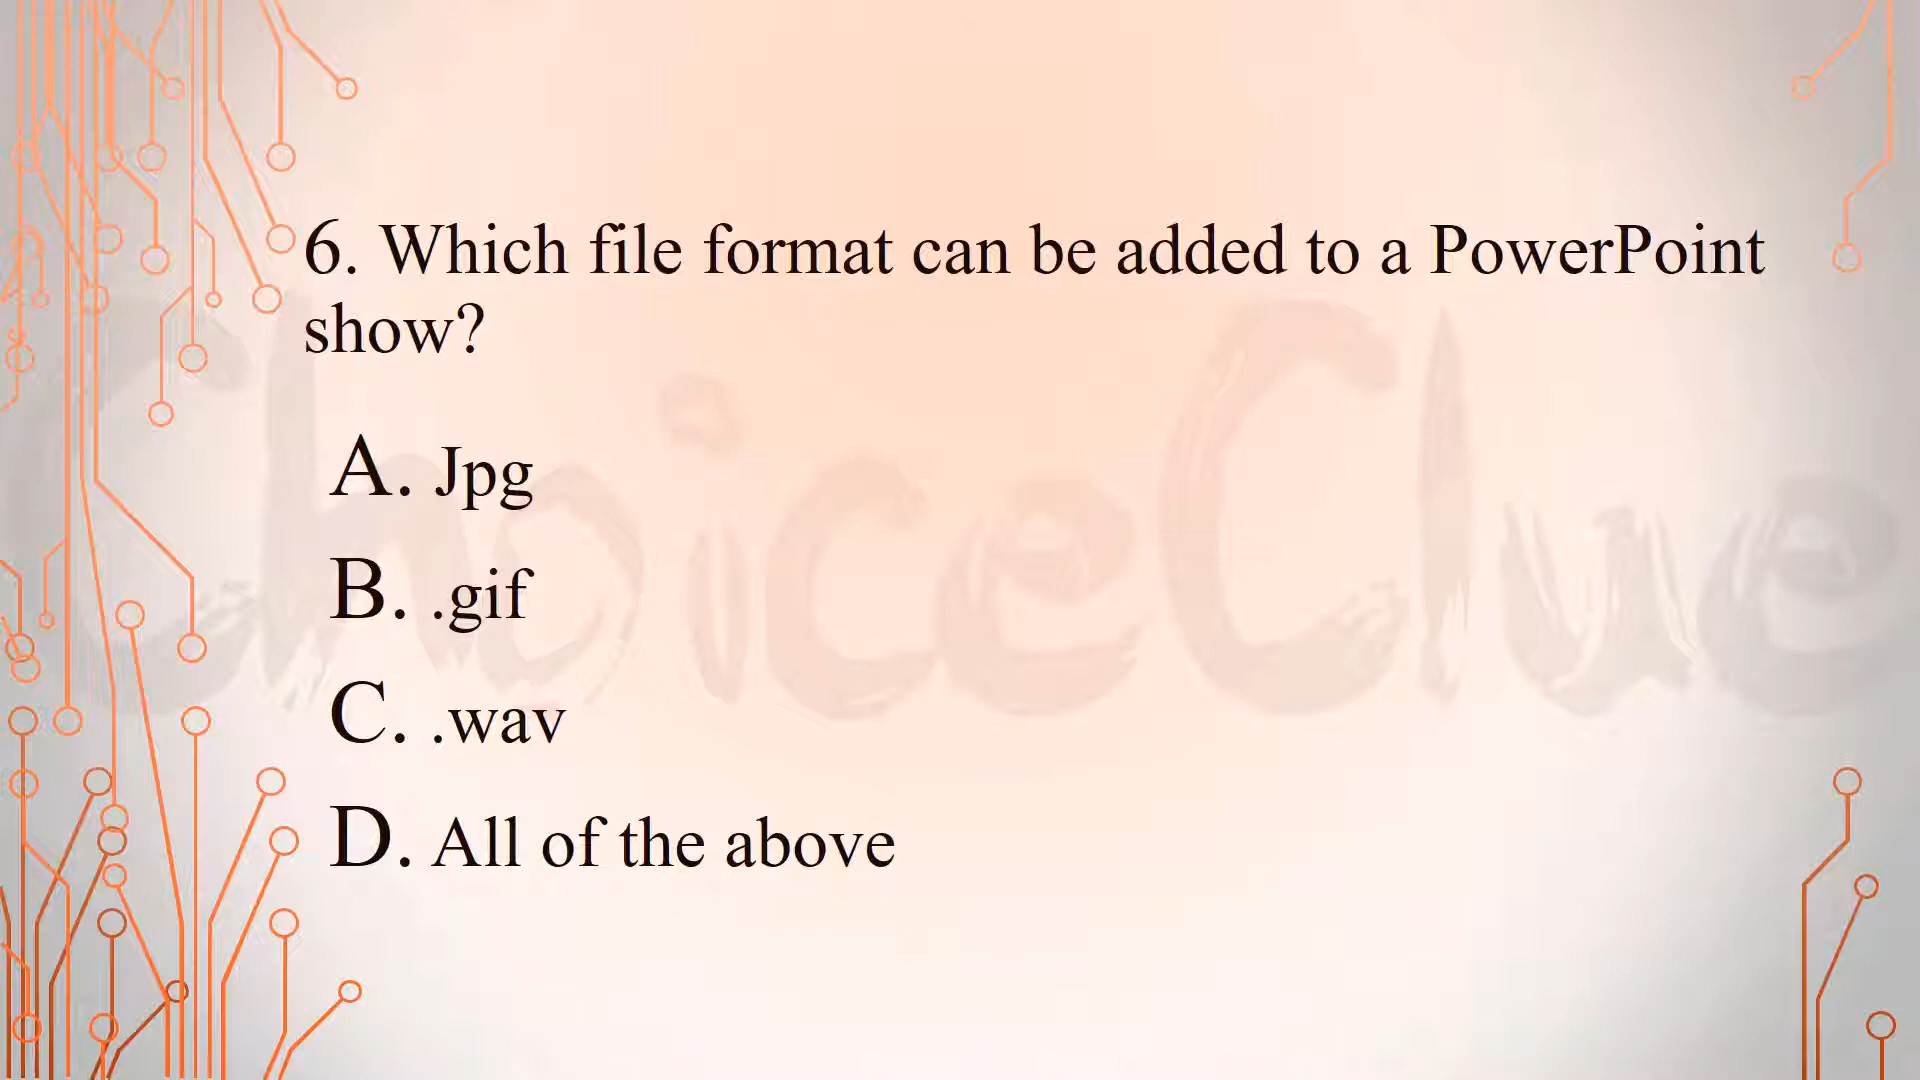 6. Which file format can be added to a PowerPoint
show?
A. Jpg
B. .gif
C. .wav
D. All of the above
ChoiceClue